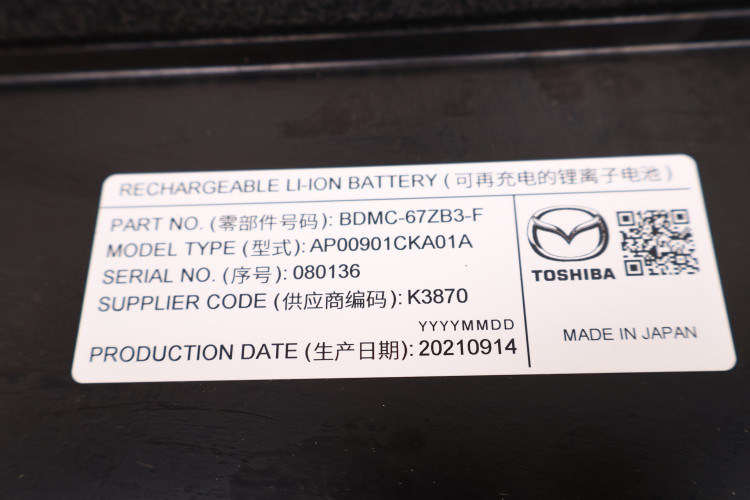 RECHARGEABLE LI-ION BATTERY (可再充电的锂离子电池)
PART NO. (零部件号码): BDMC-67ZB3-F
MODEL TYPE (型式): AP00901CKA01A
SERIAL NO. (序号): 080136
SUPPLIER CODE (供应商编码): K3870
YYYYMMDD
PRODUCTION DATE (生产日期): 20210914
TOSHIBA
MADE IN JAPAN